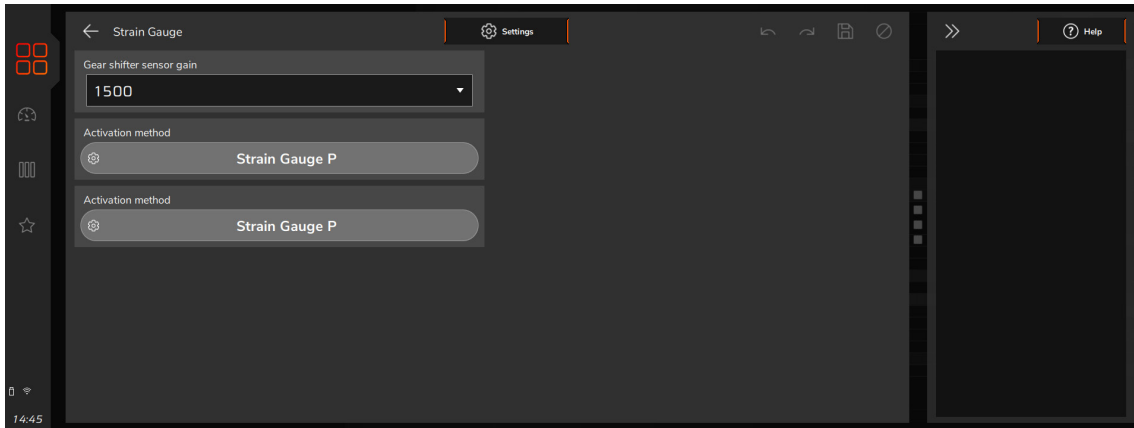 Strain Gauge
Settings
Help
Gear shifter sensor gain
1500
Activation method
Strain Gauge P
Activation method
Strain Gauge P
14:45